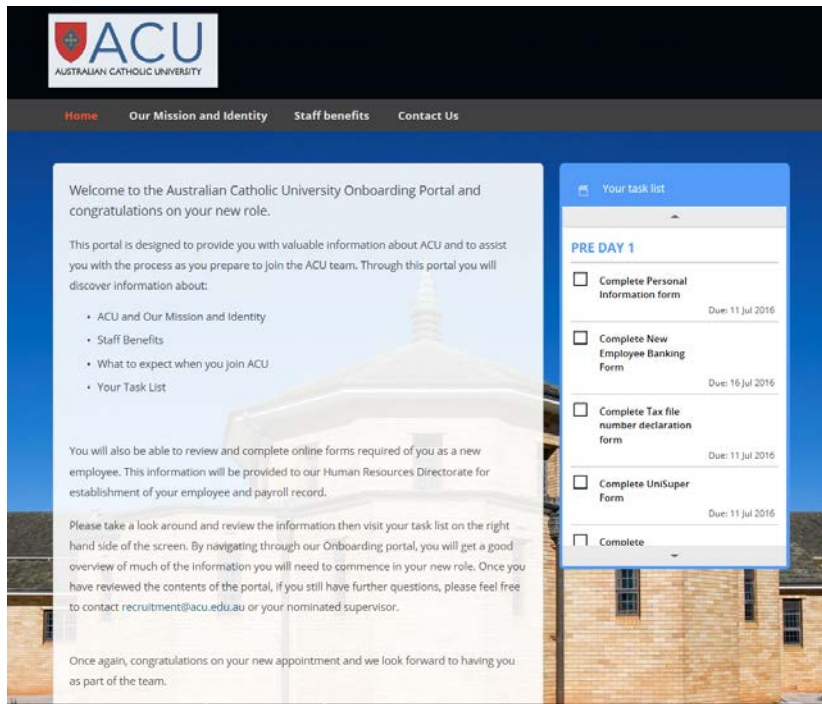 ACU
AUSTRALIAN CATHOLIC UNIVERSITY
Home Our Mission and Identity Staff benefits Contact Us
Welcome to the Australian Catholic University Onboarding Portal and
congratulations on your new role.
This portal is designed to provide you with valuable information about ACU and to assist
you with the process as you prepare to join the ACU team. Through this portal you will
discover information about:
• ACU and Our Mission and Identity
• Staff Benefits
• What to expect when you join ACU
• Your Task List
You will also be able to review and complete online forms required of you as a new
employee. This information will be provided to our Human Resources Directorate for
establishment of your employee and payroll record.
Please take a look around and review the information then visit your task list on the right
hand side of the screen. By navigating through our Onboarding portal, you will get a good
overview of much of the information you will need to commence in your new role. Once you
have reviewed the contents of the portal, if you still have further questions, please feel free
to contact recruitment@acu.edu.au or your nominated supervisor.
Once again, congratulations on your new appointment and we look forward to having you
as part of the team.
Your task list
PRE DAY 1
Complete Personal
Information form
Due: 11 Jul 2016
Complete New
Employee Banking
Form
Due: 16 Jul 2016
Complete Tax file
number declaration
form
Due: 11 Jul 2016
Complete UniSuper
Form
Due: 11 Jul 2016
Complete